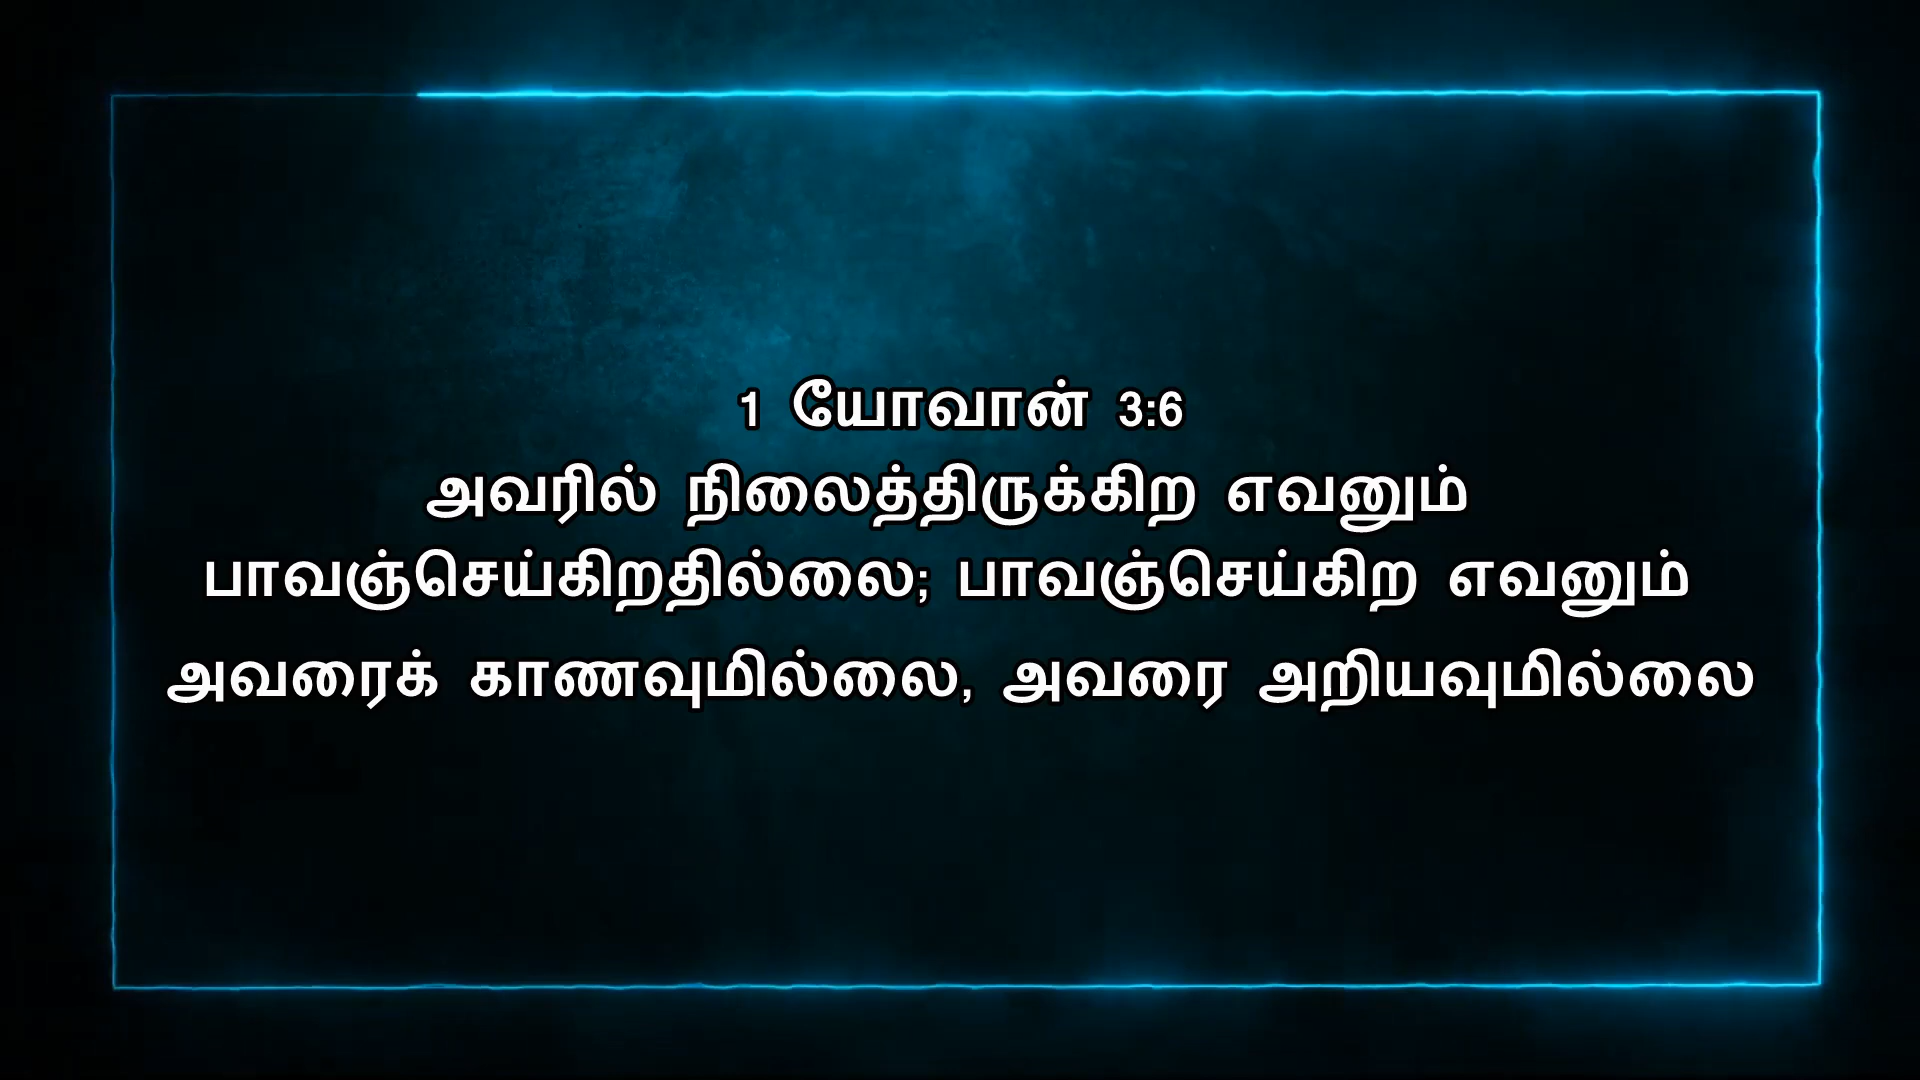 1 யோவான் 3:6
அவரில் நிலைத்திருக்கிற எவனும்
பாவஞ்செய்கிறதில்லை; பாவஞ்செய்கிற எவனும்
அவரைக் காணவுமில்லை, அவரை அறியவுமில்லை